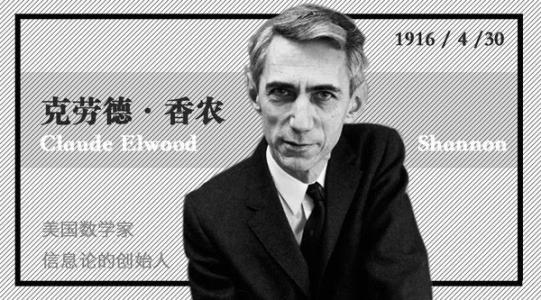 1916 / 4 /30
克劳德 · 香农
Claude Elwood Shannon
美国数学家
信息论的创始人